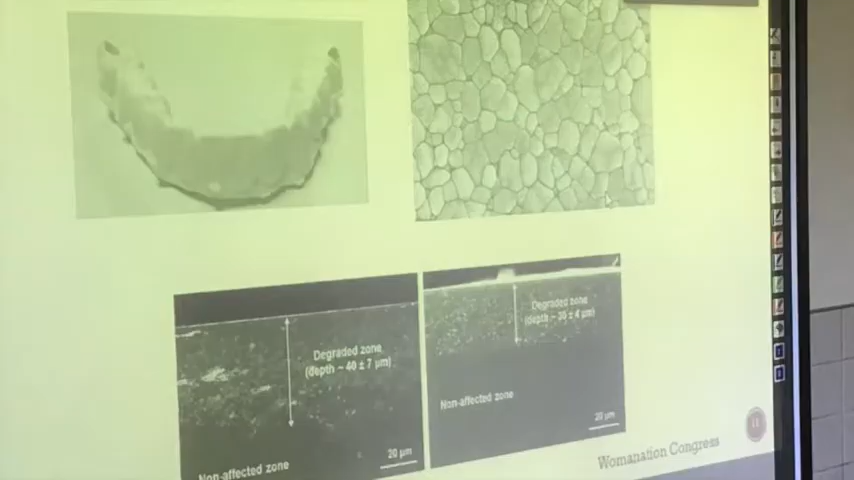 Degraded zone
(depth ~ 40 ± 7 µm)
Non-affected zone
20 µm
Degraded zone
(depth ~ 35 ± 4 µm)
Non-affected zone
20 µm
Womanation Congress
11